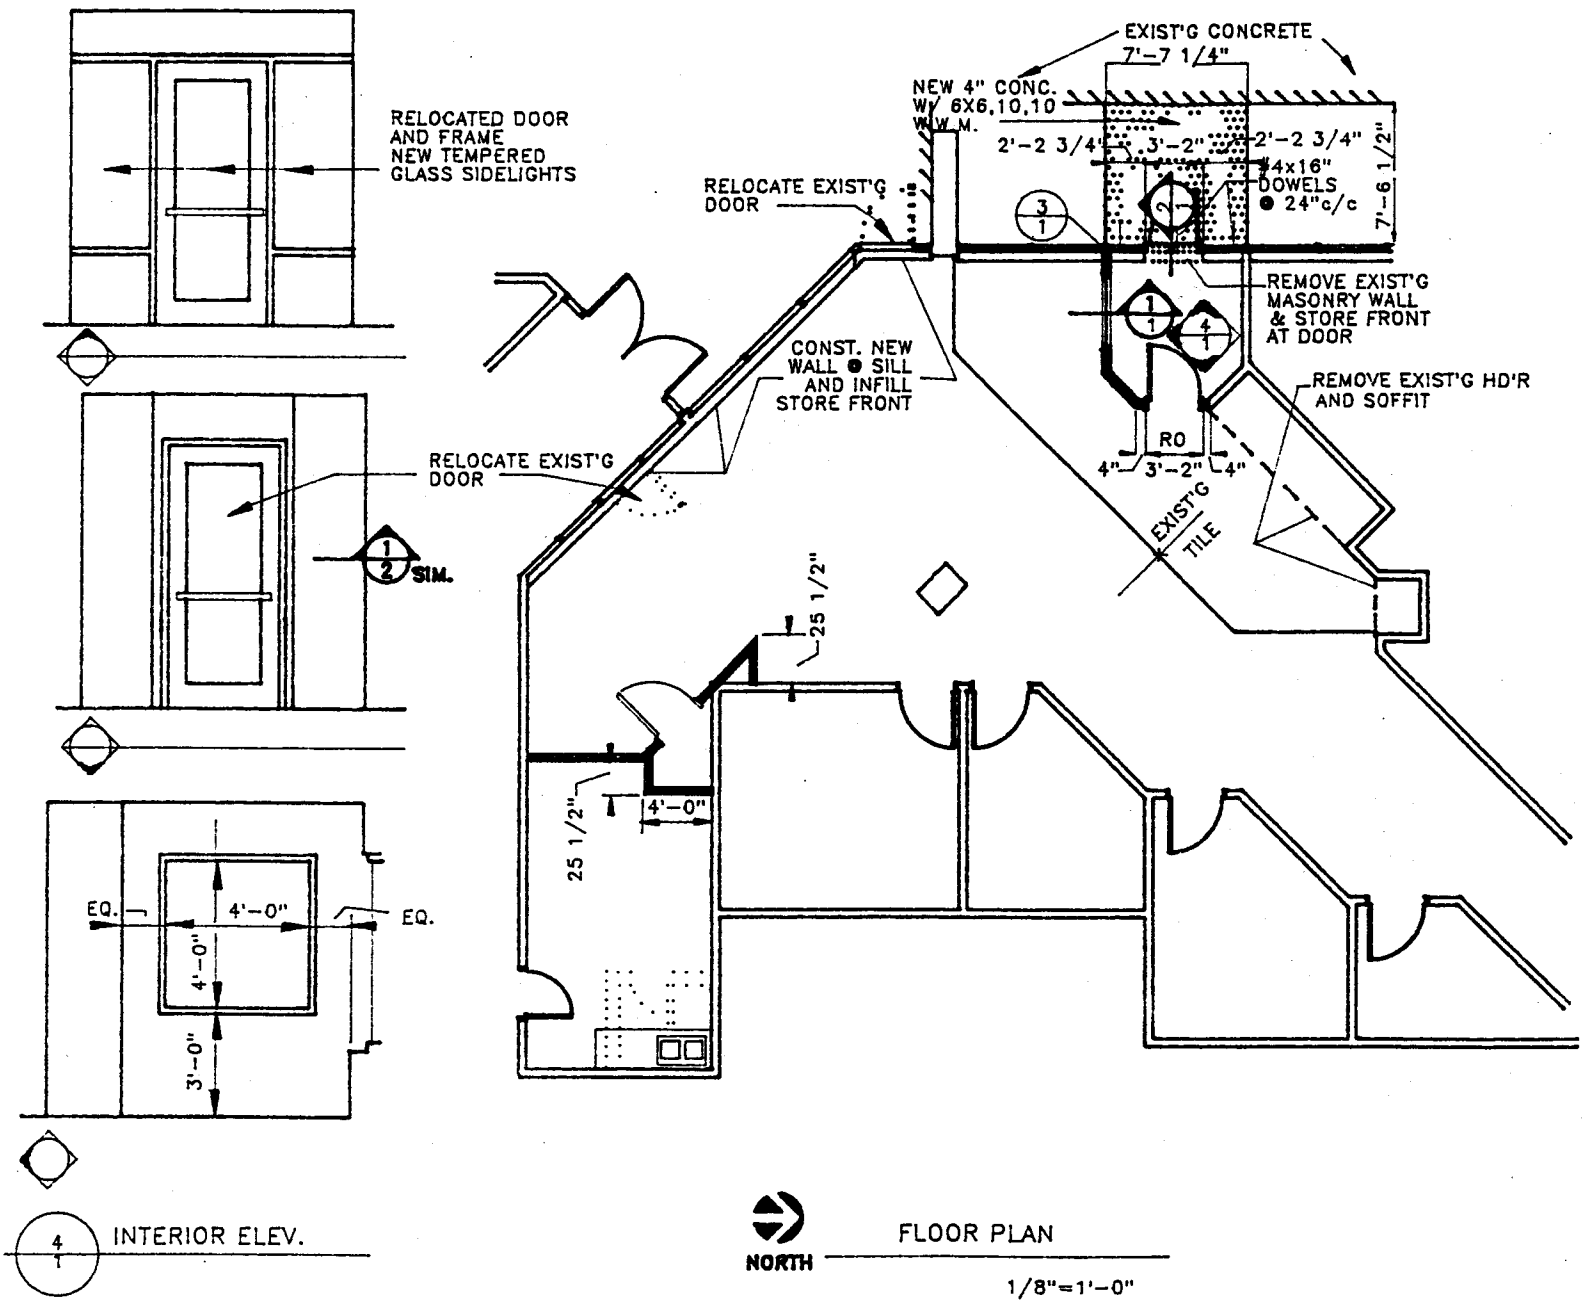 EXIST'G CONCRETE
7'-7 1/4"
NEW 4" CONC.
W/ 6X6,10,10
W.W.M.
2'-2 3/4"
3'-2"
2'-2 3/4"
#4x16"
DOWELS
@ 24"c/c
7'-6 1/2"
RELOCATED DOOR
AND FRAME
NEW TEMPERED
GLASS SIDELIGHTS
RELOCATE EXIST'G
DOOR
3
1
2
1
REMOVE EXIST'G
MASONRY WALL
& STORE FRONT
AT DOOR
1
1
4
1
CONST. NEW
WALL @ SILL
AND INFILL
STORE FRONT
REMOVE EXIST'G HD'R
AND SOFFIT
RELOCATE EXIST'G
DOOR
RO
4"
3'-2"
4"
EXIST'G
TILE
1
2
SIM.
25 1/2"
25 1/2"
4'-0"
EQ.
4'-0"
EQ.
4'-0"
3'-0"
4
1
INTERIOR ELEV.
NORTH
FLOOR PLAN
1/8"=1'-0"